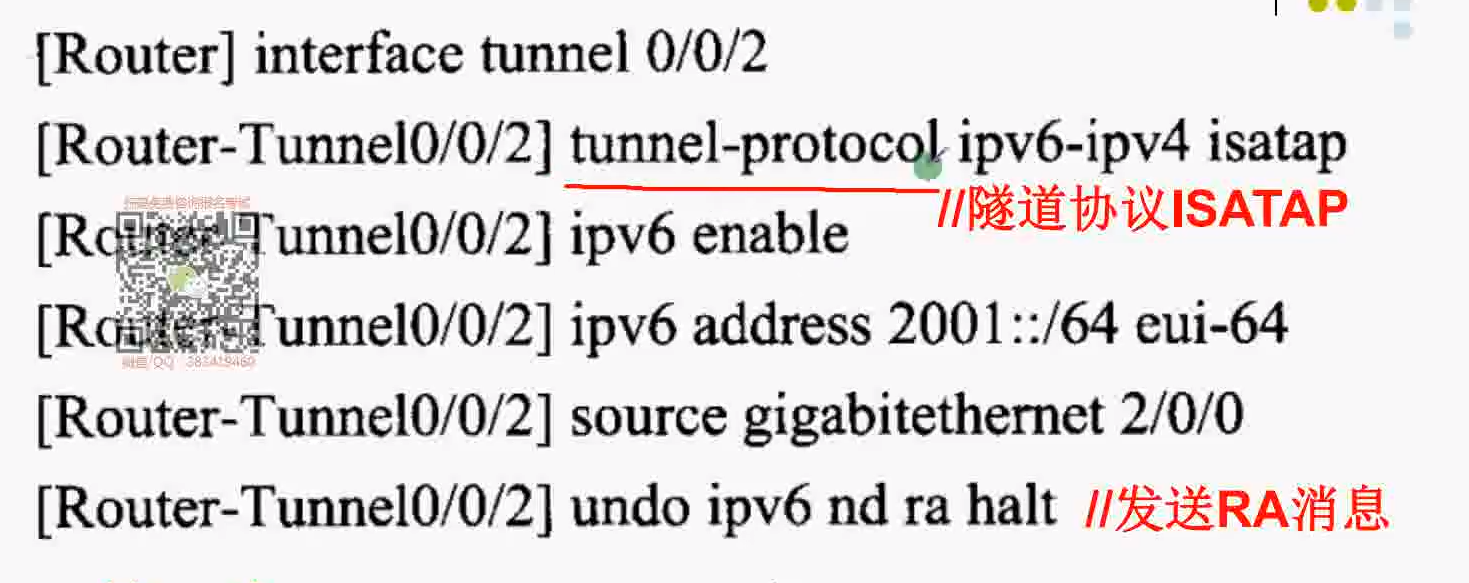 [Router] interface tunnel 0/0/2
[Router-Tunnel0/0/2] tunnel-protocol ipv6-ipv4 isatap
//隧道协议ISATAP
[Router-Tunnel0/0/2] ipv6 enable
[Router-Tunnel0/0/2] ipv6 address 2001::/64 eui-64
[Router-Tunnel0/0/2] source gigabitethernet 2/0/0
[Router-Tunnel0/0/2] undo ipv6 nd ra halt //发送RA消息